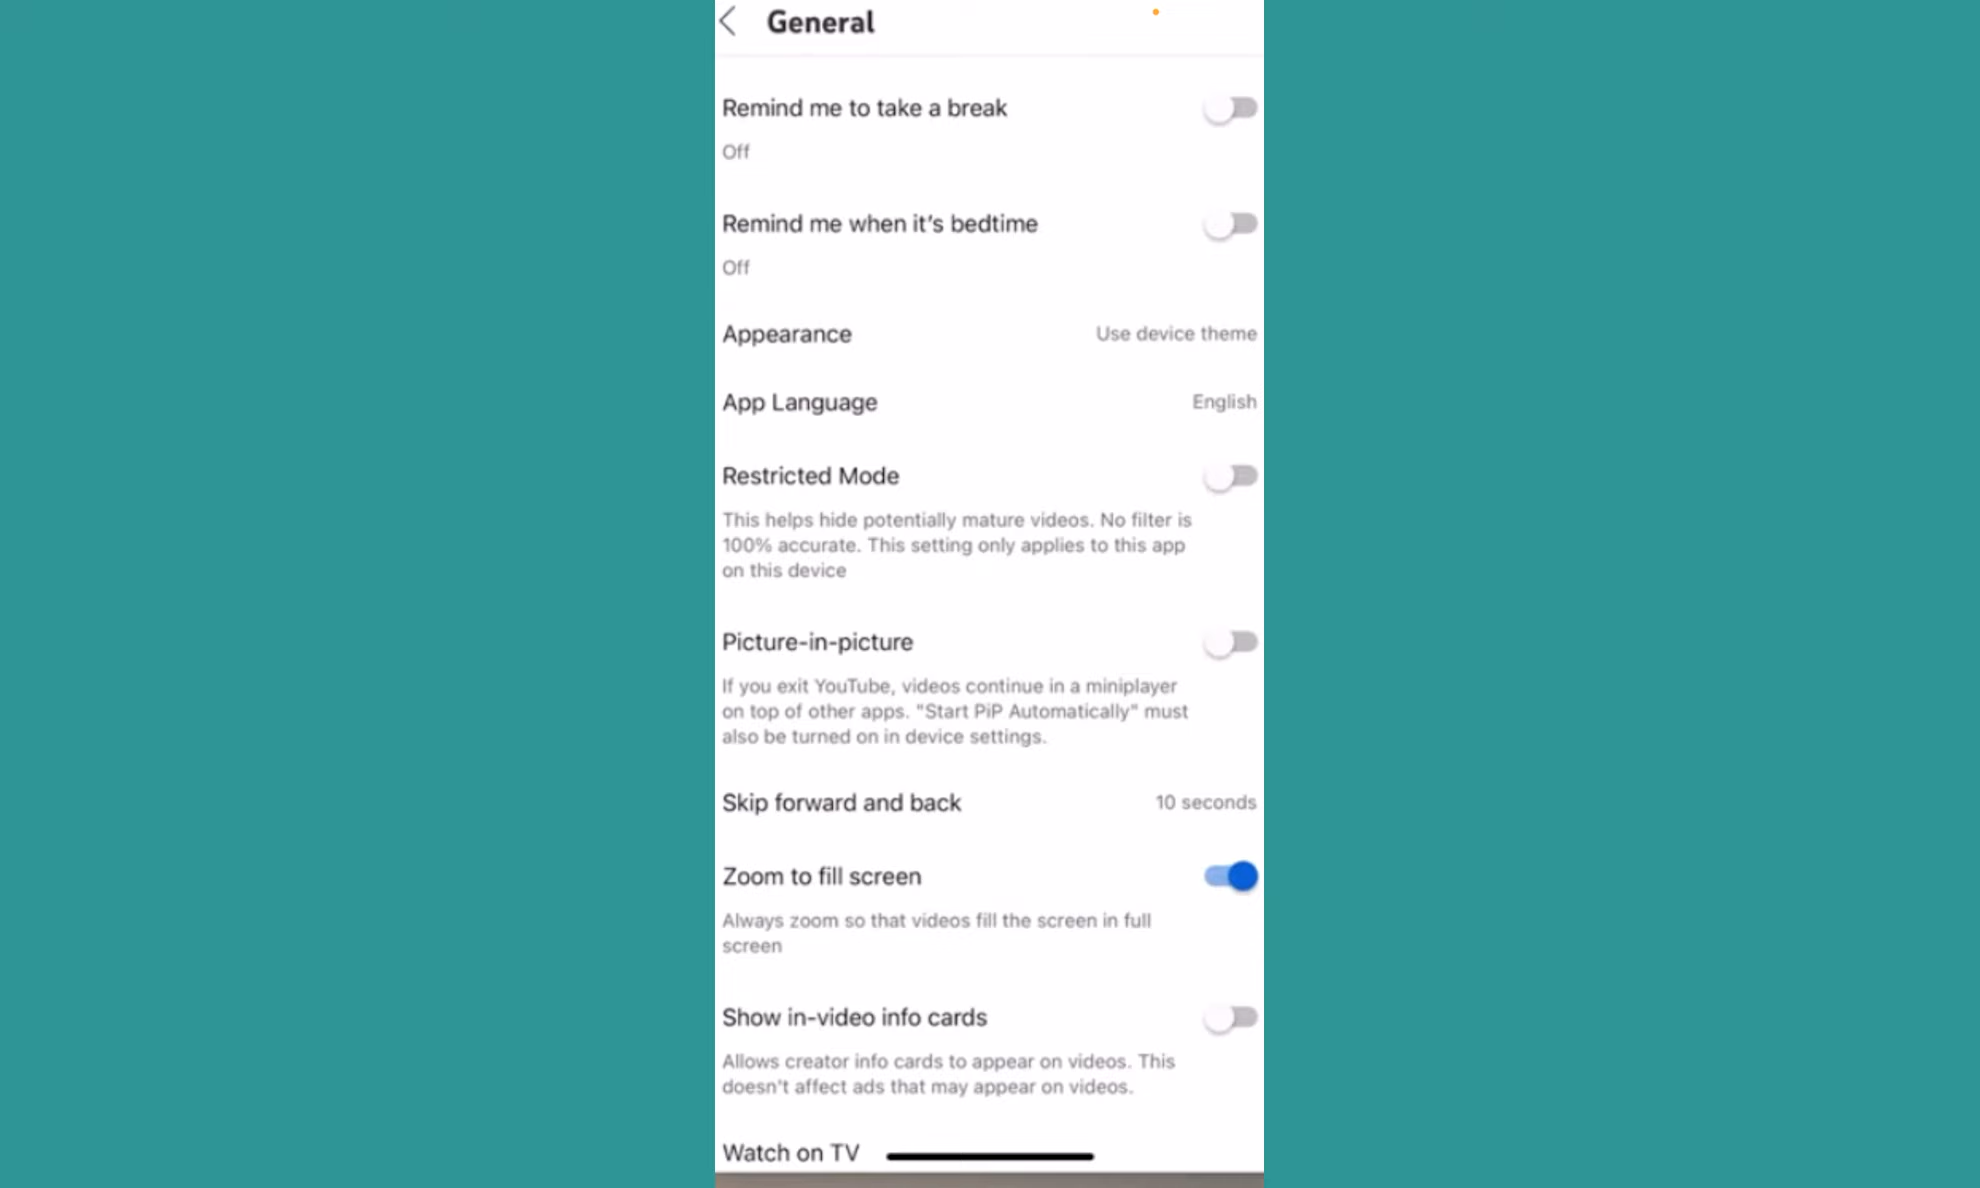 General
Remind me to take a break
Off
Remind me when it's bedtime
Off
Appearance Use device theme
App Language English
Restricted Mode
This helps hide potentially mature videos. No filter is
100% accurate. This setting only applies to this app
on this device
Picture-in-picture
If you exit YouTube, videos continue in a miniplayer
on top of other apps. "Start PiP Automatically" must
also be turned on in device settings.
Skip forward and back 10 seconds
Zoom to fill screen
Always zoom so that videos fill the screen in full
screen
Show in-video info cards
Allows creator info cards to appear on videos. This
doesn't affect ads that may appear on videos.
Watch on TV